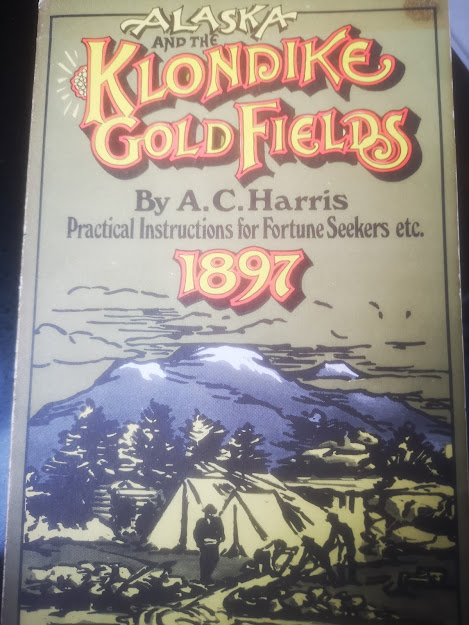 ALASKA
AND THE
KLONDIKE
GOLD FIELDS
By A.C. Harris
Practical Instructions for Fortune Seekers etc.
1897